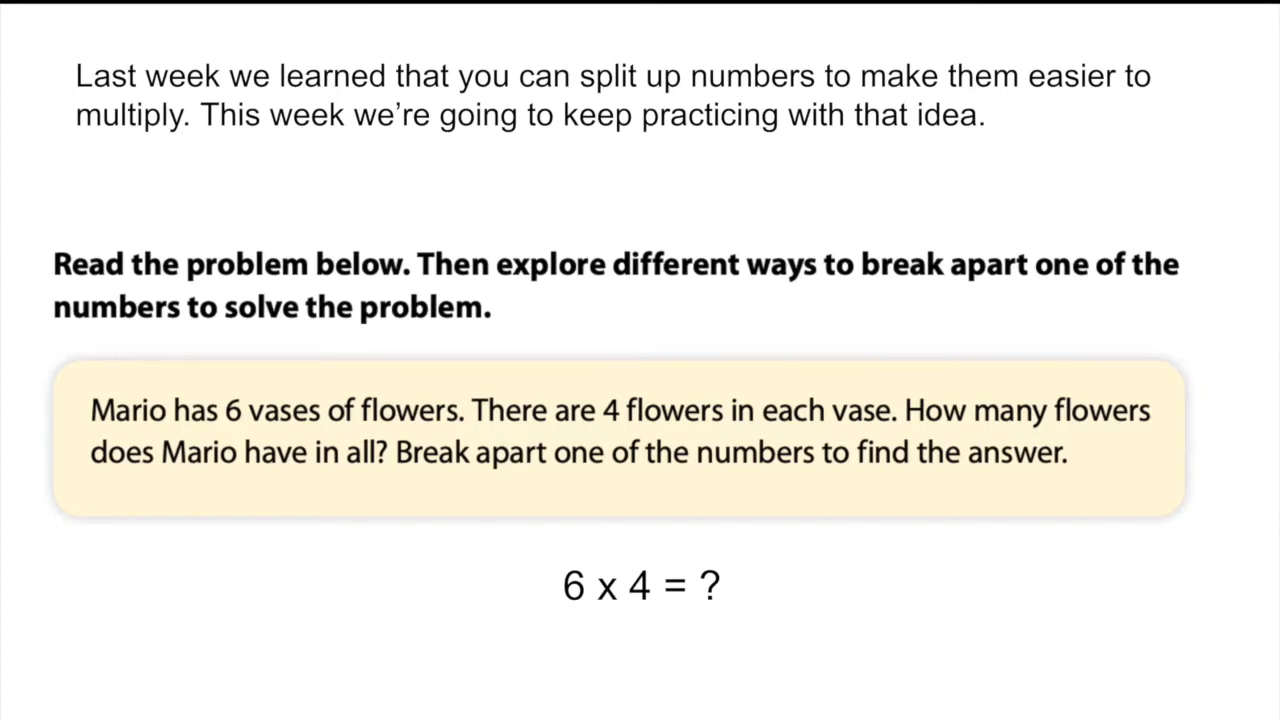 Last week we learned that you can split up numbers to make them easier to
multiply. This week we’re going to keep practicing with that idea.
Read the problem below. Then explore different ways to break apart one of the
numbers to solve the problem.
Mario has 6 vases of flowers. There are 4 flowers in each vase. How many flowers
does Mario have in all? Break apart one of the numbers to find the answer.
6 x 4 = ?